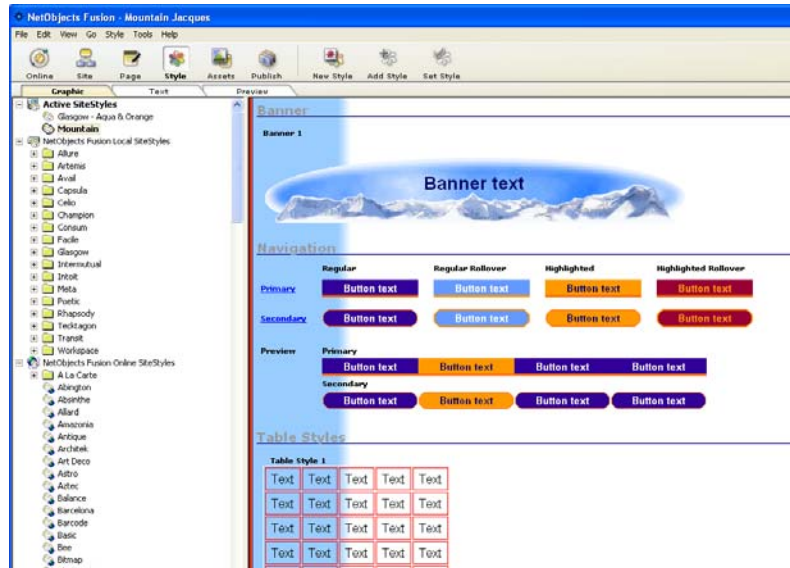 NetObjects Fusion - Mountain Jacques
File Edit View Go Style Tools Help
Online Site Page Style Assets Publish New Style Add Style Set Style
Graphic Text Preview
Active SiteStyles
Glasgow - Aqua & Orange
Mountain
NetObjects Fusion Local SiteStyles
Allure
Artemis
Avail
Capsula
Celio
Champion
Consum
Facile
Glasgow
Intermutual
Intoit
Meta
Poetic
Rhapsody
Tecktagon
Transit
Workspace
NetObjects Fusion Online SiteStyles
A La Carte
Abington
Absinthe
Allard
Amazonia
Antique
Architek
Art Deco
Astro
Aztec
Balance
Barcelona
Barcode
Basic
Bee
Bitmap
Banner
Banner 1
Banner text
Navigation
Regular Regular Rollover Highlighted Highlighted Rollover
Primary Button text Button text Button text Button text
Secondary Button text Button text Button text Button text
Preview Primary
Button text Button text Button text Button text
Secondary
Button text Button text Button text Button text
Table Styles
Table Style 1
Text Text Text Text Text
Text Text Text Text Text
Text Text Text Text Text
Text Text Text Text Text